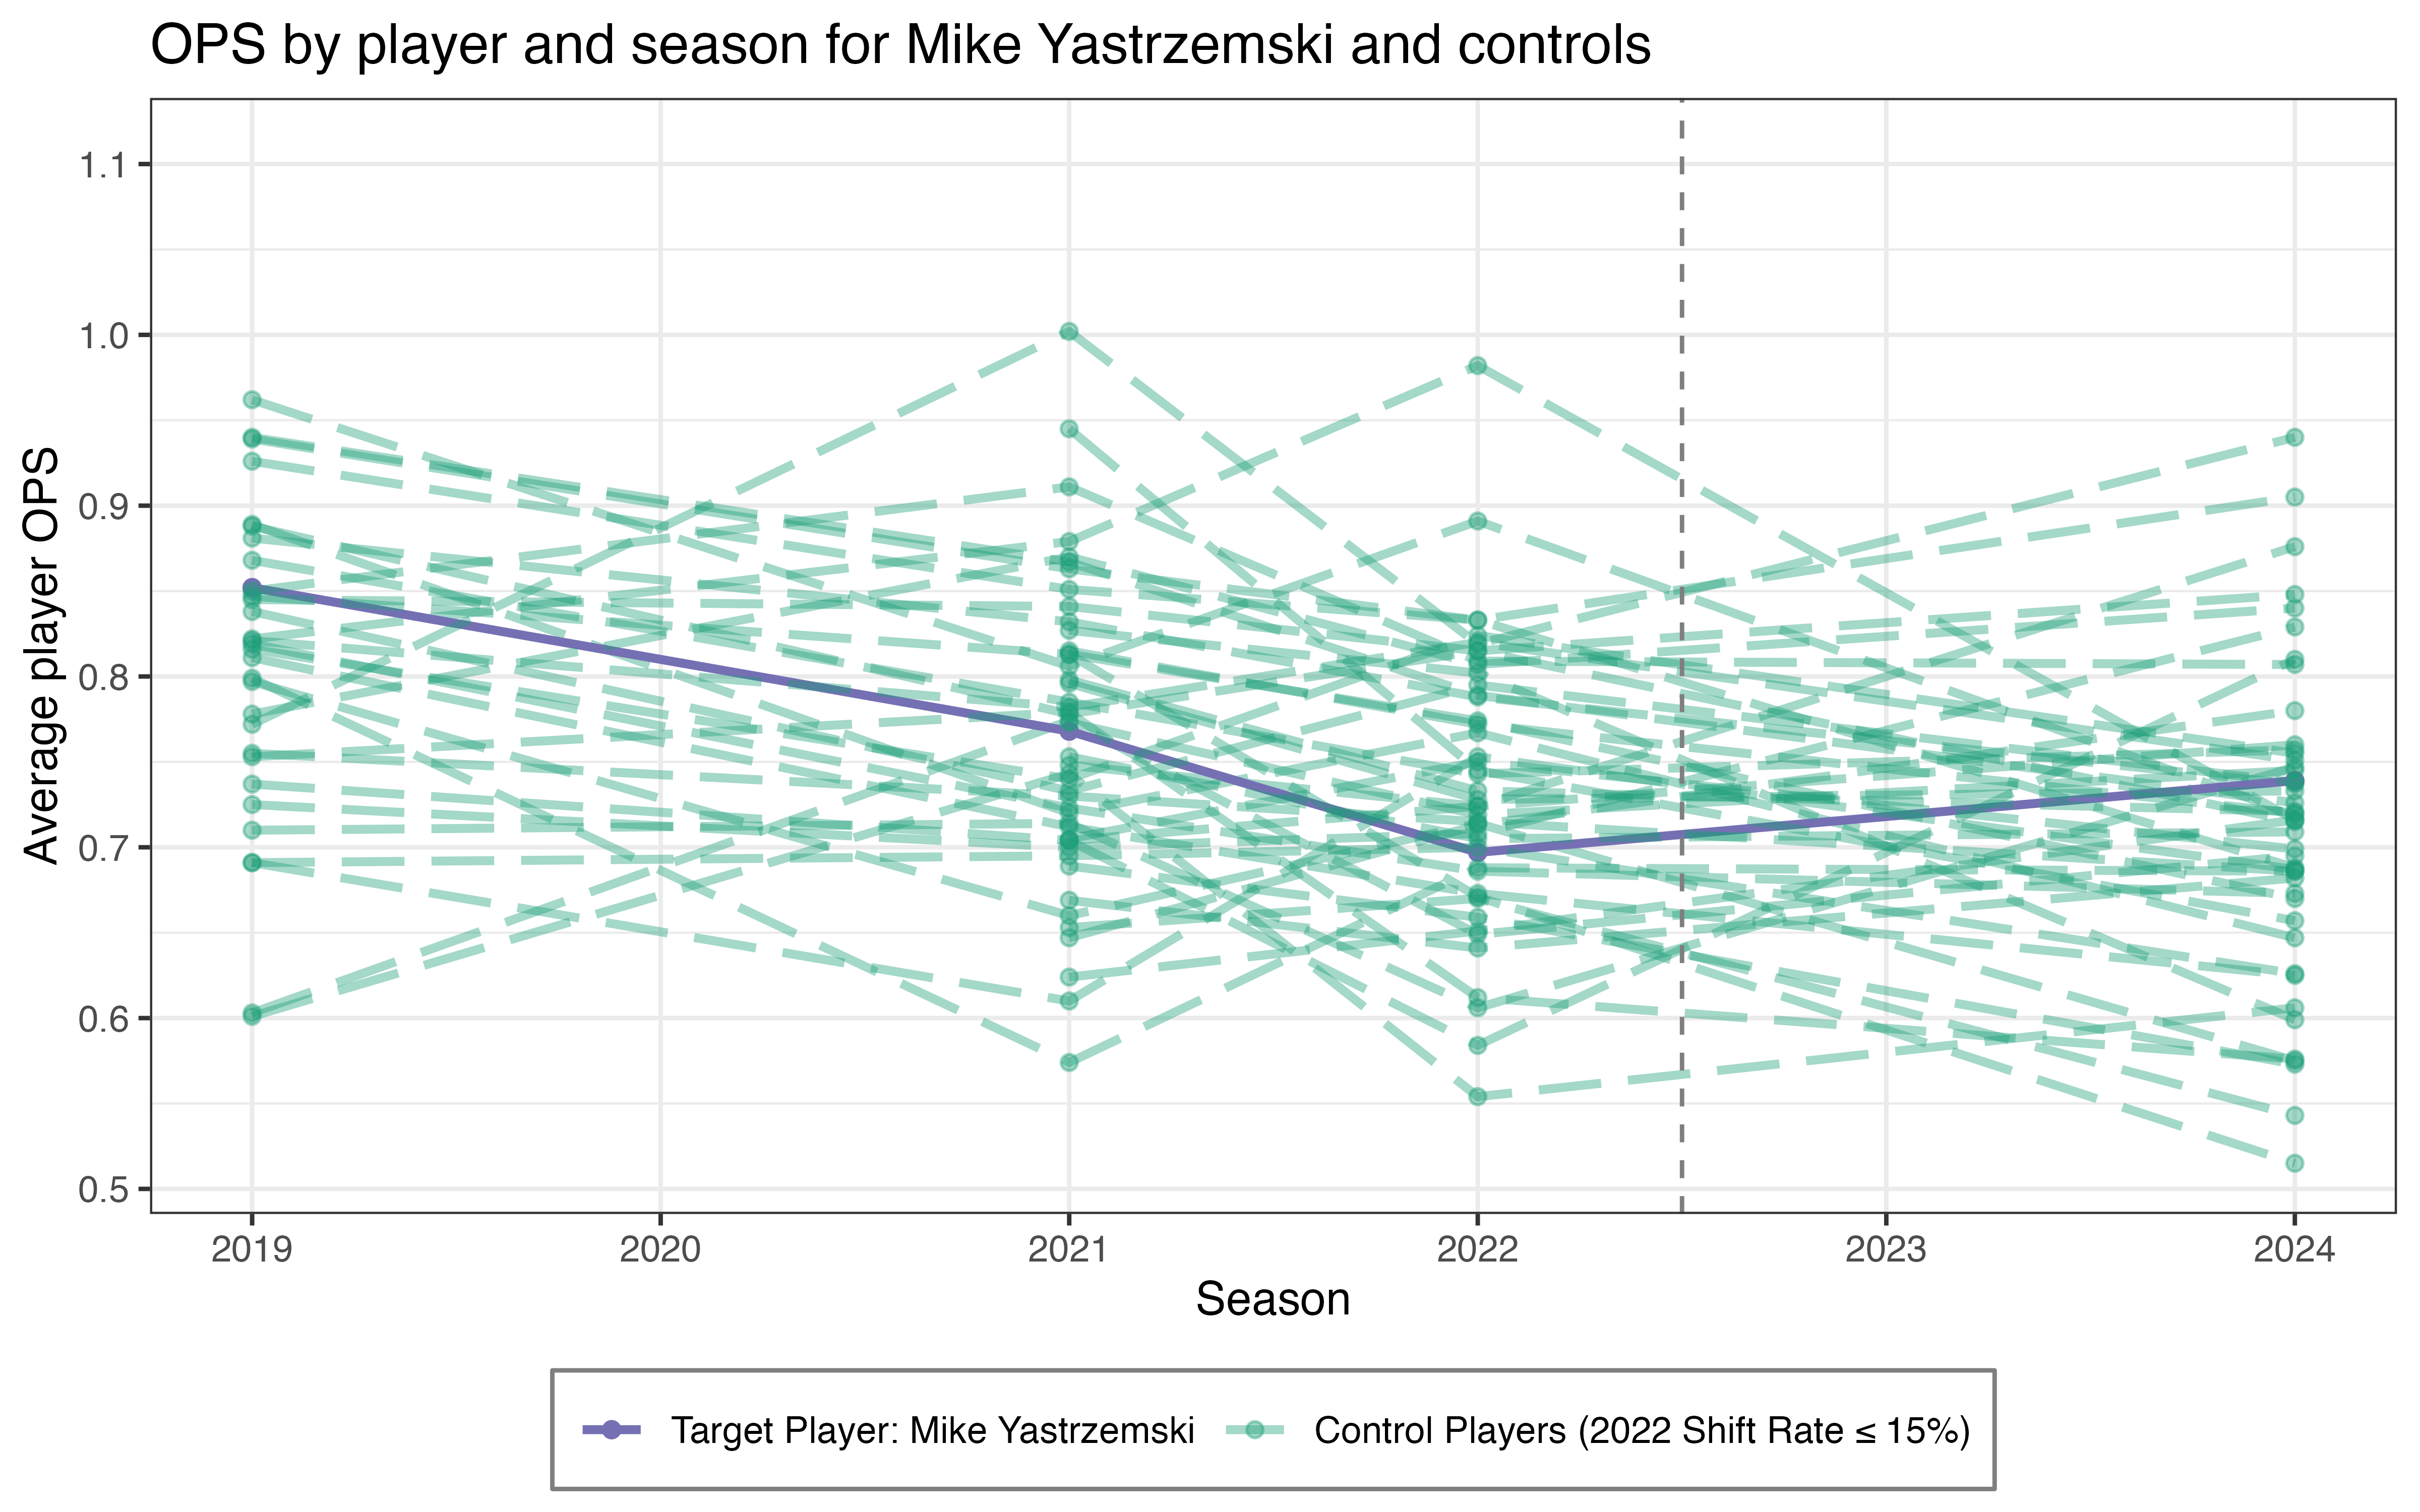 OPS by player and season for Mike Yastrzemski and controls
Average player OPS
1.1
1.0
0.9
0.8
0.7
0.6
0.5
2019 2020 2021 2022 2023 2024
Season
Target Player: Mike Yastrzemski Control Players (2022 Shift Rate ≤ 15%)